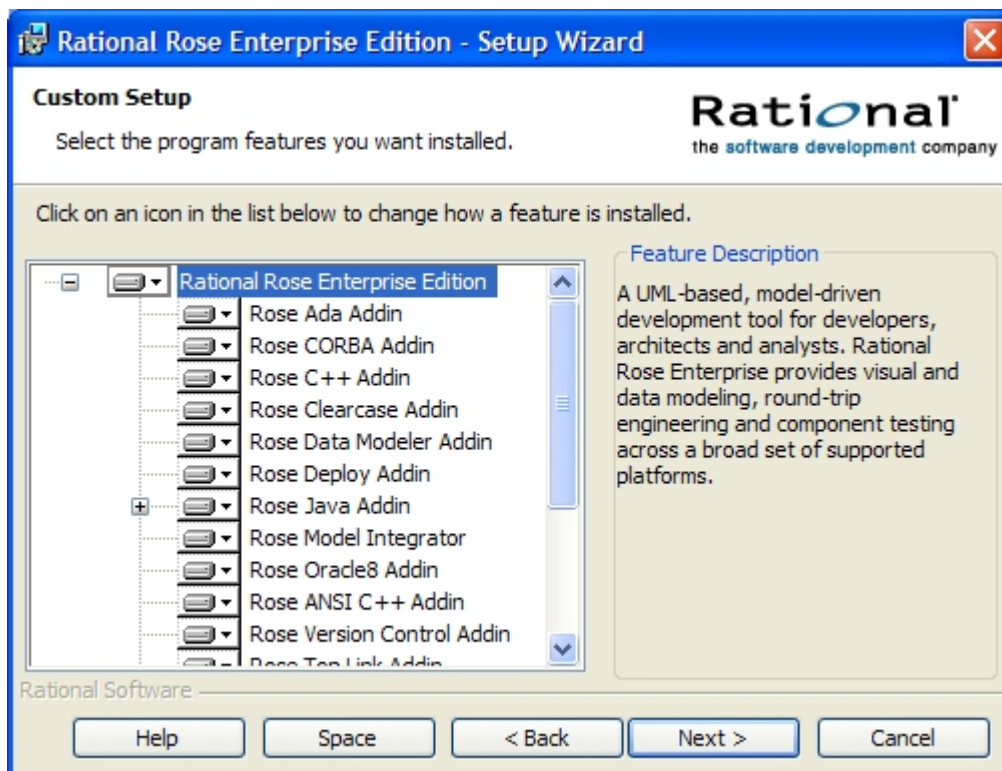 Rational Rose Enterprise Edition - Setup Wizard
Custom Setup
Select the program features you want installed.
Rational
the software development company
Click on an icon in the list below to change how a feature is installed.
Rational Rose Enterprise Edition
Rose Ada Addin
Rose CORBA Addin
Rose C++ Addin
Rose Clearcase Addin
Rose Data Modeler Addin
Rose Deploy Addin
Rose Java Addin
Rose Model Integrator
Rose Oracle8 Addin
Rose ANSI C++ Addin
Rose Version Control Addin
Rose Top Link Addin
Feature Description
A UML-based, model-driven
development tool for developers,
architects and analysts. Rational
Rose Enterprise provides visual and
data modeling, round-trip
engineering and component testing
across a broad set of supported
platforms.
Rational Software
Help
Space
< Back
Next >
Cancel